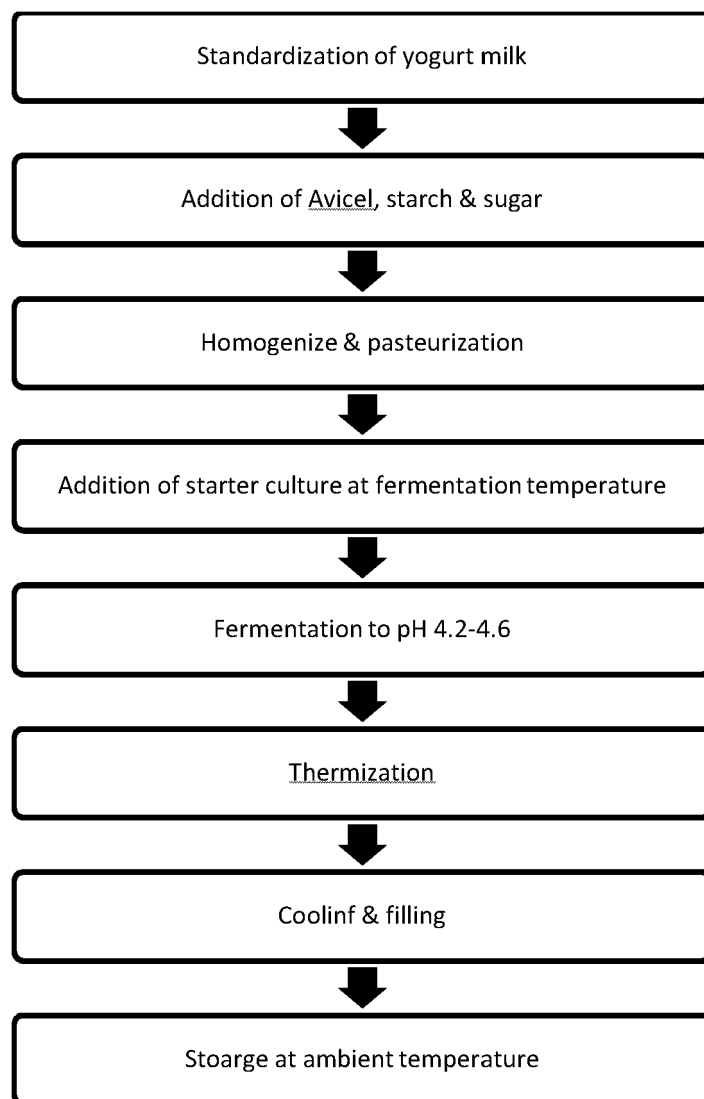 Standardization of yogurt milk
Addition of Avicel, starch & sugar
Homogenize & pasteurization
Addition of starter culture at fermentation temperature
Fermentation to pH 4.2-4.6
Thermization
Coolinf & filling
Stoarge at ambient temperature